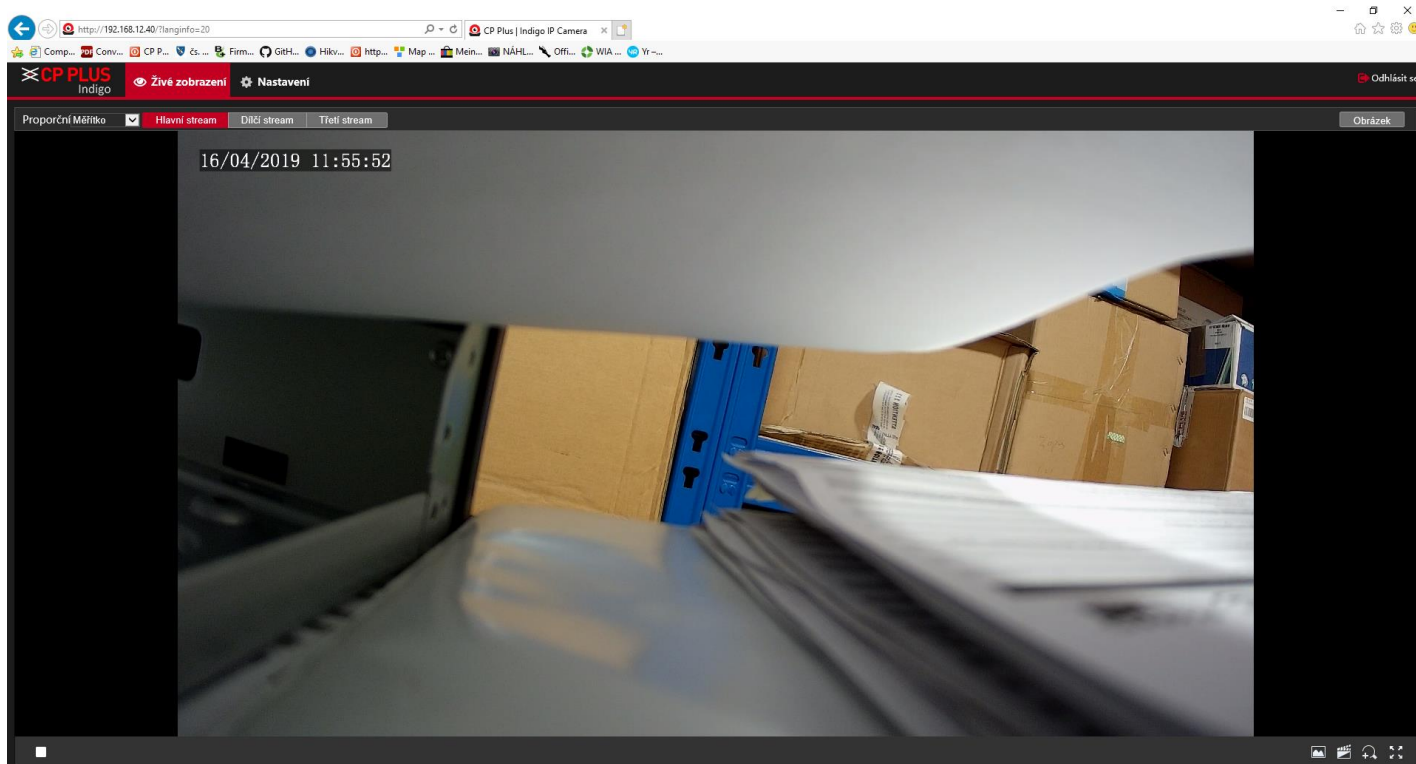 http://192.168.12.40/?langinfo=20
CP Plus | Indigo IP Camera
Comp... Conv... CP P... čs. ... Firm... GitH... Hikv... http... Map ... Mein... NÁHL... Offi... WIA ... Yr –...
CP PLUS
Indigo
Živé zobrazení
Nastavení
Odhlásit se
Proporční Měřítko
Hlavní stream
Dílčí stream
Třetí stream
Obrázek
16/04/2019 11:55:52